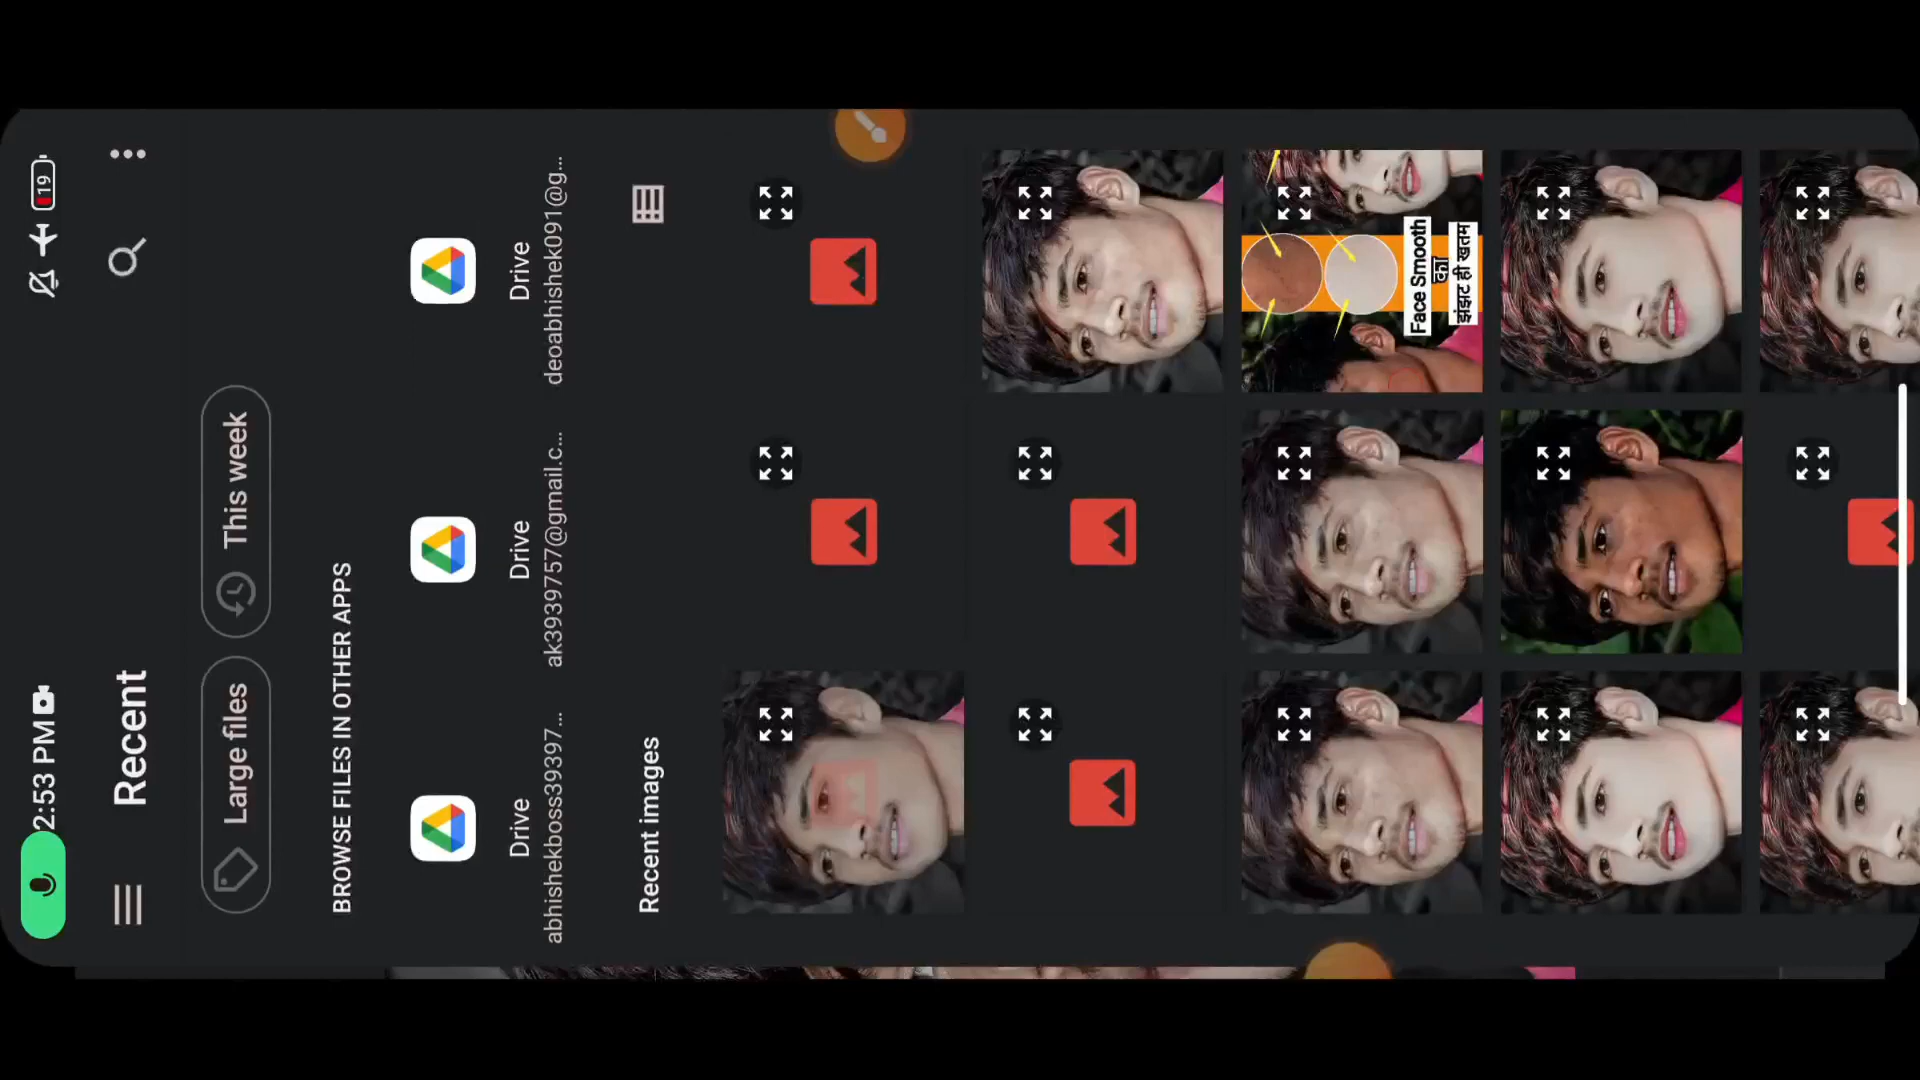 2:53 PM
19
Recent
Large files
This week
BROWSE FILES IN OTHER APPS
Drive
abhishekboss39397...
Drive
ak3939757@gmail.c...
Drive
deoabhishek091@g...
Recent images
Face Smooth
का
झंझट ही खतम